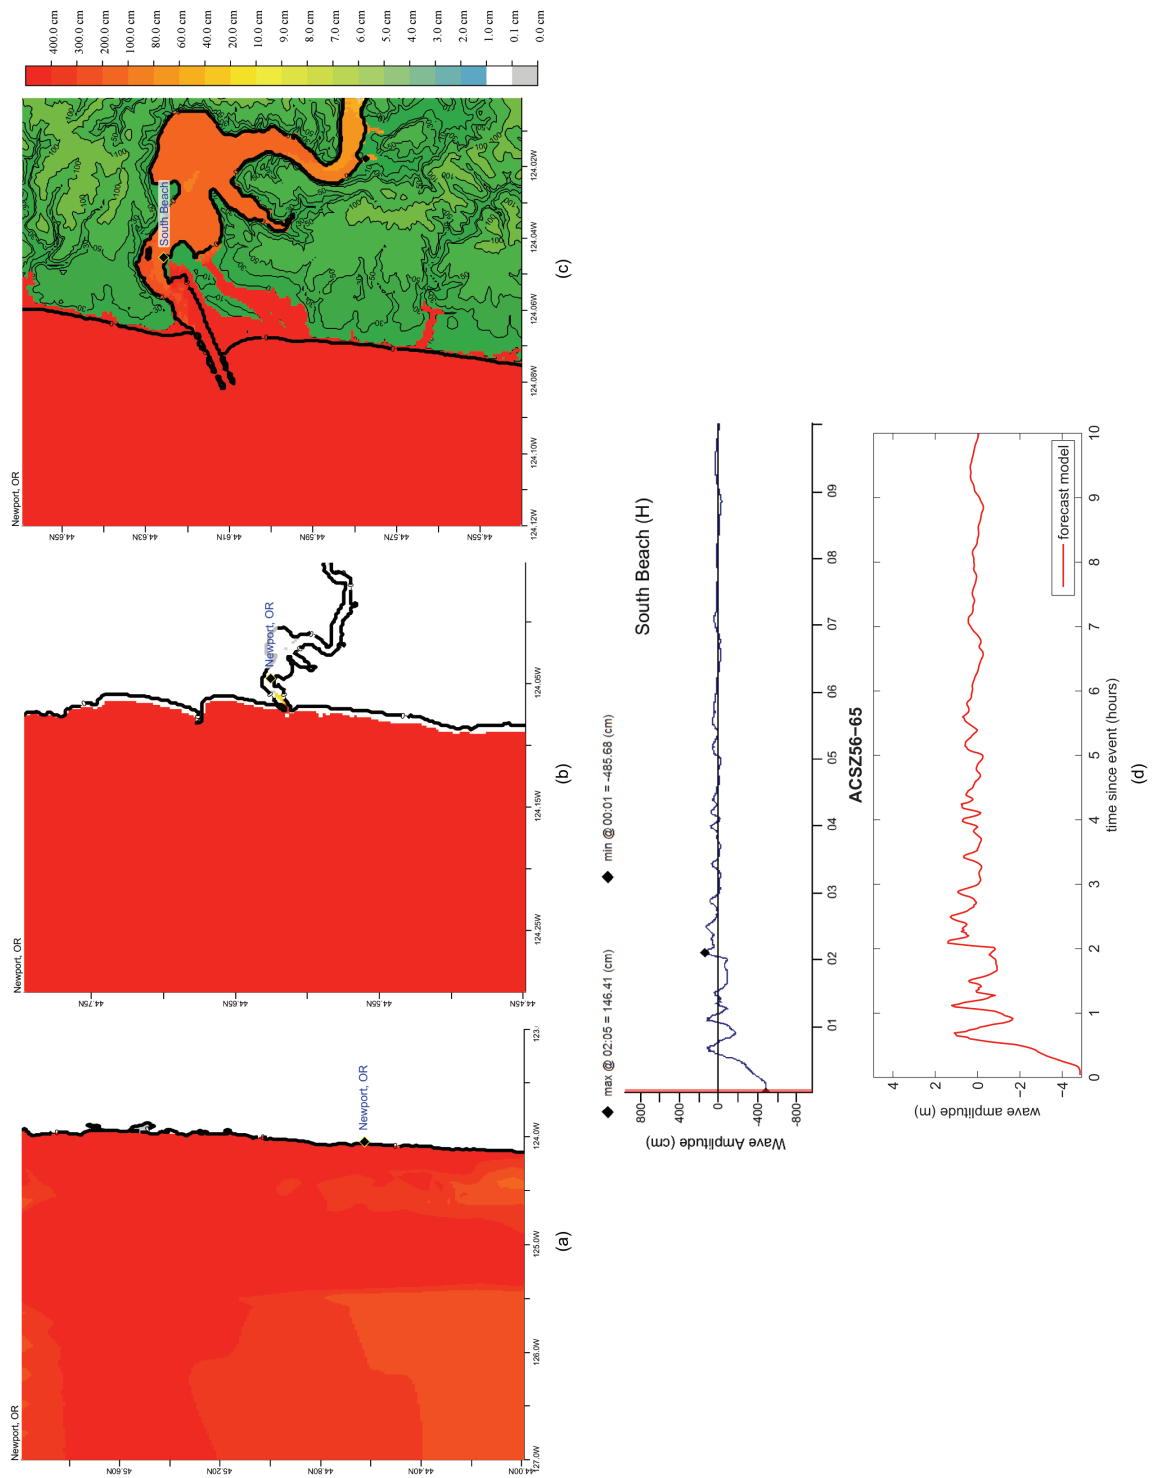 Newport, OR
45.60N
45.20N
44.80N
44.40N
44.00N
127.0W
126.0W
125.0W
124.0W
123.
Newport, OR
(a)
Newport, OR
44.75N
44.65N
44.55N
44.45N
124.25W
124.15W
124.05W
Newport, OR
(b)
Newport, OR
44.65N
44.63N
44.61N
44.59N
44.57N
44.55N
124.12W
124.10W
124.08W
124.06W
124.04W
124.02W
South Beach
(c)
400.0 cm
300.0 cm
200.0 cm
100.0 cm
80.0 cm
60.0 cm
40.0 cm
20.0 cm
10.0 cm
9.0 cm
8.0 cm
7.0 cm
6.0 cm
5.0 cm
4.0 cm
3.0 cm
2.0 cm
1.0 cm
0.1 cm
0.0 cm
max @ 02:05 = 146.41 (cm)
min @ 00:01 = -485.68 (cm)
South Beach (H)
Wave Amplitude (cm)
800
400
0
-400
-800
01
02
03
04
05
06
07
08
09
ACSZ56−65
wave amplitude (m)
4
2
0
−2
−4
0
1
2
3
4
5
6
7
8
9
10
time since event (hours)
forecast model
(d)